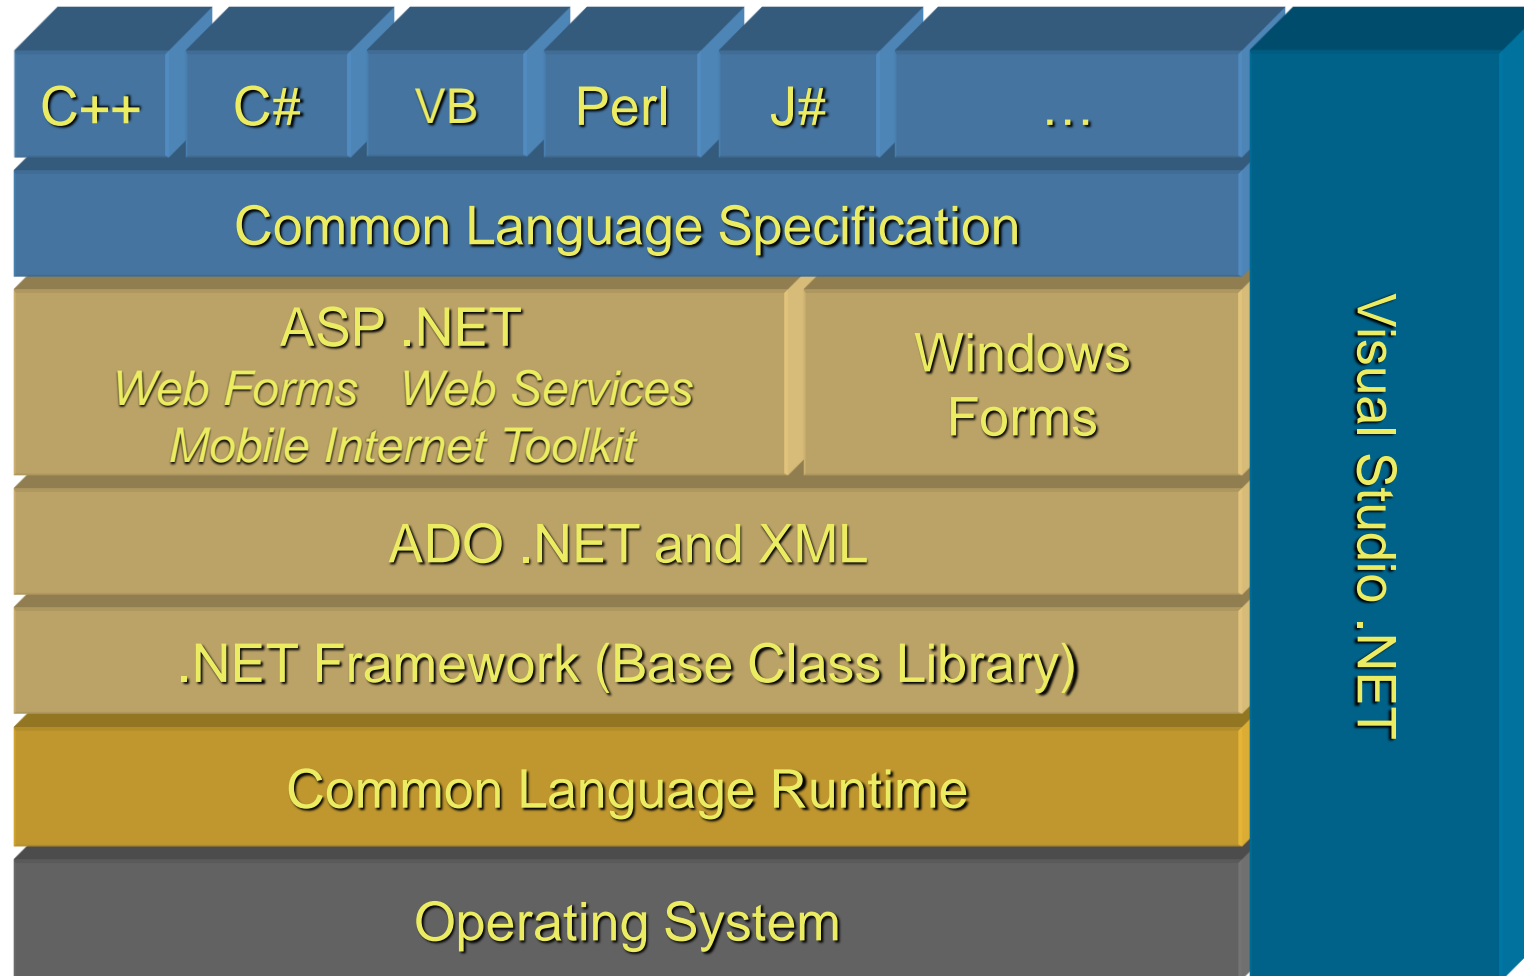 C++
C#
VB
Perl
J#
…
Common Language Specification
ASP .NET
Web Forms Web Services
Mobile Internet Toolkit
Windows
Forms
ADO .NET and XML
.NET Framework (Base Class Library)
Common Language Runtime
Operating System
Visual Studio .NET